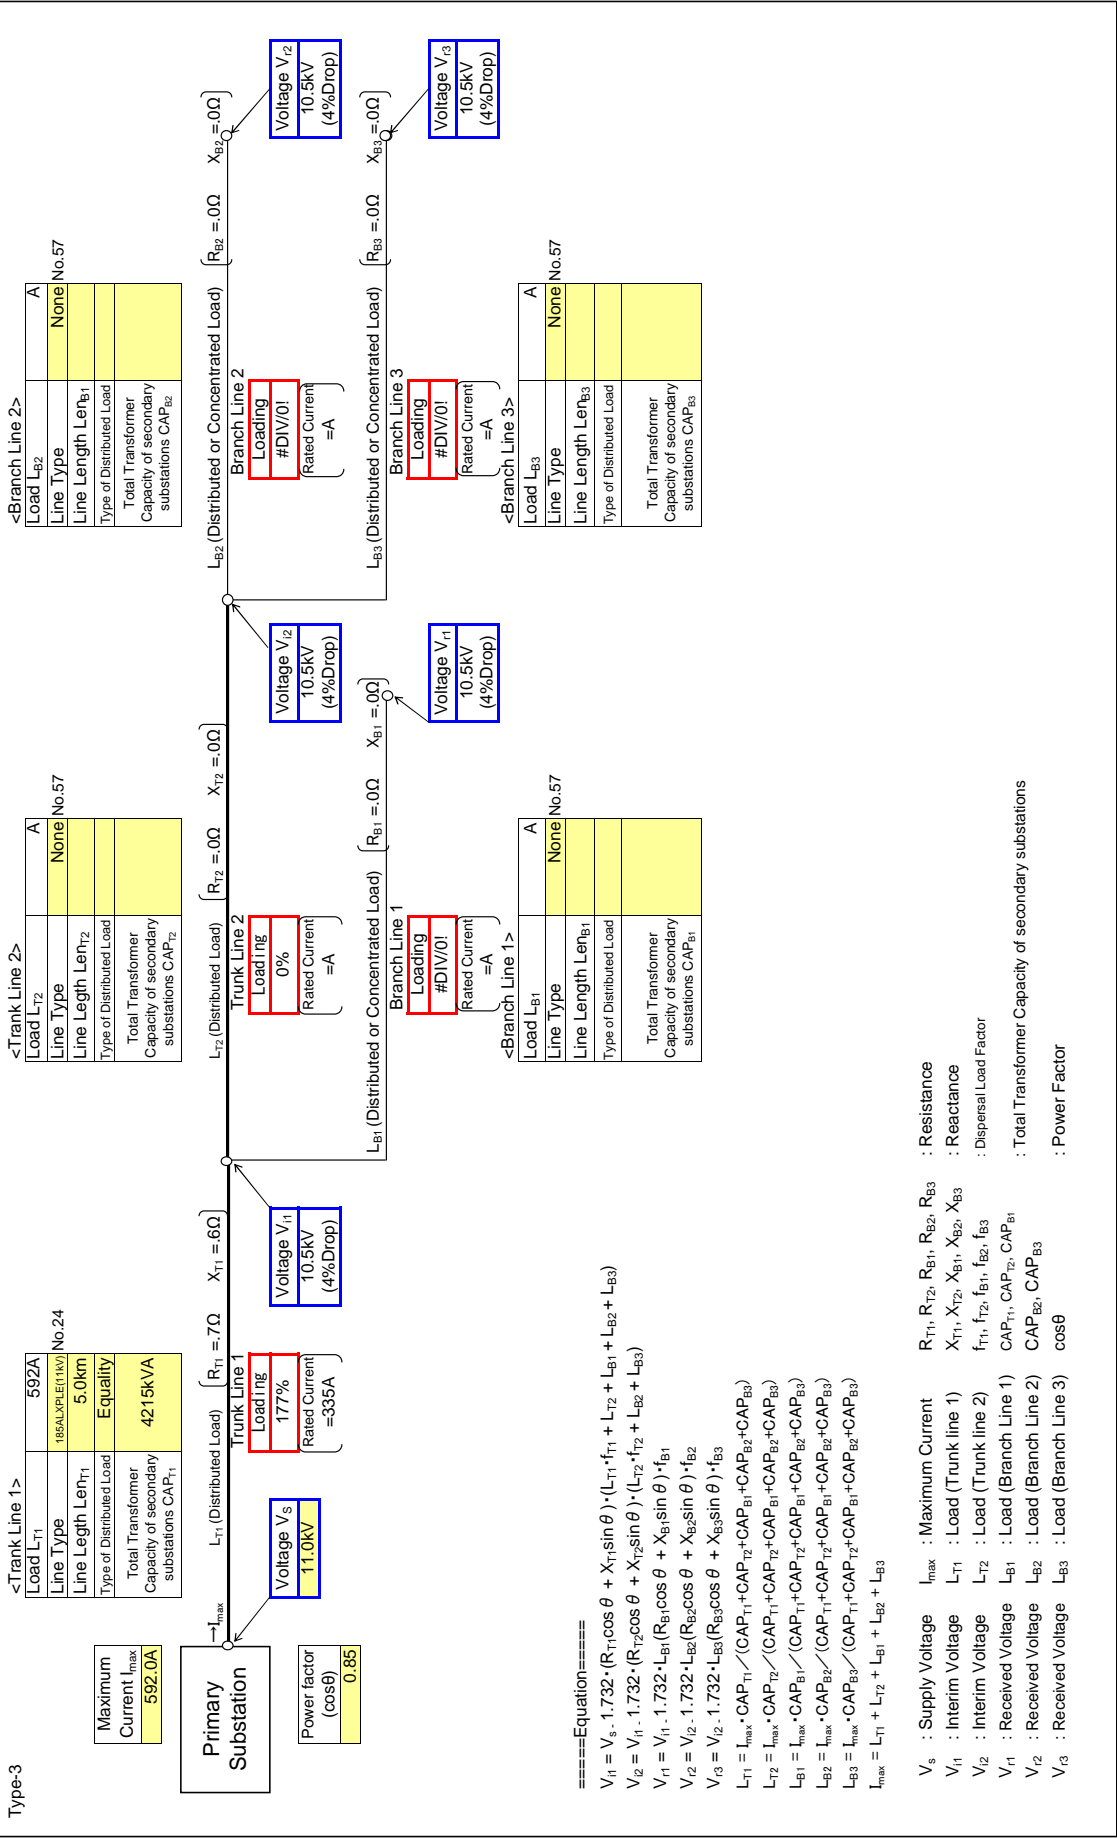 Type-3
Maximum
Current Imax
592.0A
Primary
Substation
Power factor
(cosθ)
0.85
→Imax
Voltage VS
11.0kV
<Trank Line 1>
Load LT1 592A
Line Type 185ALXPLE(11kV) No.24
Line Length LenT1 5.0km
Type of Distributed Load Equality
Total Transformer
Capacity of secondary
substations CAPT1
4215kVA
LT1 (Distributed Load)
RT1 =.7Ω XT1 =.6Ω
Trunk Line 1
Loading
177%
Rated Current
=335A
Voltage Vi1
10.5kV
(4%Drop)
<Trank Line 2>
Load LT2 A
Line Type None No.57
Line Legth LenT2
Type of Distributed Load
Total Transformer
Capacity of secondary
substations CAPT2
LT2 (Distributed Load)
RT2 =.0Ω XT2 =.0Ω
Trunk Line 2
Loading
0%
Rated Current
=A
Voltage Vi2
10.5kV
(4%Drop)
LB1 (Distributed or Concentrated Load)
RB1 =.0Ω XB1 =.0Ω
Branch Line 1
Loading
#DIV/0!
Rated Current
=A
Voltage Vr1
10.5kV
(4%Drop)
<Branch Line 1>
Load LB1 A
Line Type None No.57
Line Length LenB1
Type of Distributed Load
Total Transformer
Capacity of secondary
substations CAPB1
<Branch Line 2>
Load LB2 A
Line Type None No.57
Line Length LenB1
Type of Distributed Load
Total Transformer
Capacity of secondary
substations CAPB2
LB2 (Distributed or Concentrated Load)
RB2 =.0Ω XB2 =.0Ω
Branch Line 2
Loading
#DIV/0!
Rated Current
=A
Voltage Vr2
10.5kV
(4%Drop)
LB3 (Distributed or Concentrated Load)
RB3 =.0Ω XB3 =.0Ω
Branch Line 3
Loading
#DIV/0!
Rated Current
=A
Voltage Vr3
10.5kV
(4%Drop)
<Branch Line 3>
Load LB3 A
Line Type None No.57
Line Length LenB3
Type of Distributed Load
Total Transformer
Capacity of secondary
substations CAPB3
=====Equation=====
Vi1 = VS - 1.732・(RT1cosθ + XT1sinθ)・(LT1・fT1 + LT2 + LB1 + LB2 + LB3)
Vi2 = Vi1 - 1.732・(RT2cosθ + XT2sinθ)・(LT2・fT2 + LB2 + LB3)
Vr1 = Vi1 - 1.732・LB1(RB1cosθ + XB1sinθ)・fB1
Vr2 = Vi2 - 1.732・LB2(RB2cosθ + XB2sinθ)・fB2
Vr3 = Vi2 - 1.732・LB3(RB3cosθ + XB3sinθ)・fB3
LT1 = Imax・CAPT1／(CAPT1+CAPT2+CAPB1+CAPB2+CAPB3)
LT2 = Imax・CAPT2／(CAPT1+CAPT2+CAPB1+CAPB2+CAPB3)
LB1 = Imax・CAPB1／(CAPT1+CAPT2+CAPB1+CAPB2+CAPB3)
LB2 = Imax・CAPB2／(CAPT1+CAPT2+CAPB1+CAPB2+CAPB3)
LB3 = Imax・CAPB3／(CAPT1+CAPT2+CAPB1+CAPB2+CAPB3)
Imax = LT1 + LT2 + LB1 + LB2 + LB3
Vs : Supply Voltage Imax : Maximum Current RT1, RT2, RB1, RB2, RB3 : Resistance
Vi1 : Interim Voltage LT1 : Load (Trunk line 1) XT1, XT2, XB1, XB2, XB3 : Reactance
Vi2 : Interim Voltage LT2 : Load (Trunk line 2) fT1, fT2, fB1, fB2, fB3 : Dispersal Load Factor
Vr1 : Received Voltage LB1 : Load (Branch Line 1) CAPT1, CAPT2, CAPB1
Vr2 : Received Voltage LB2 : Load (Branch Line 2) CAPB2, CAPB3 : Total Transformer Capacity of secondary substations
Vr3 : Received Voltage LB3 : Load (Branch Line 3) cosθ : Power Factor